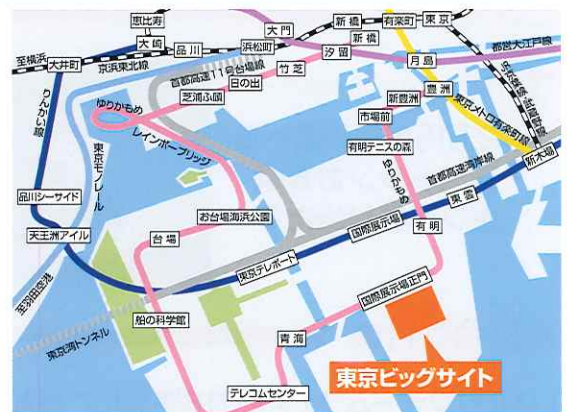 恵比寿
大崎
品川
大門
新橋
有楽町
東京
新橋
浜松町
汐留
都営大江戸線
至横浜
大井町
京浜東北線
首都高速11号台場線
竹芝
日の出
芝浦ふ頭
月島
豊洲
新豊洲
市場前
東京メトロ有楽町線
ゆりかもめ
レインボーブリッジ
有明テニスの森
りんかい線
東京モノレール
ゆりかもめ
首都高速湾岸線
新木場
品川シーサイド
お台場海浜公園
国際展示場
東雲
天王洲アイル
台場
有明
東京テレポート
至羽田空港
船の科学館
国際展示場正門
東京湾トンネル
青海
東京ビッグサイト
テレコムセンター